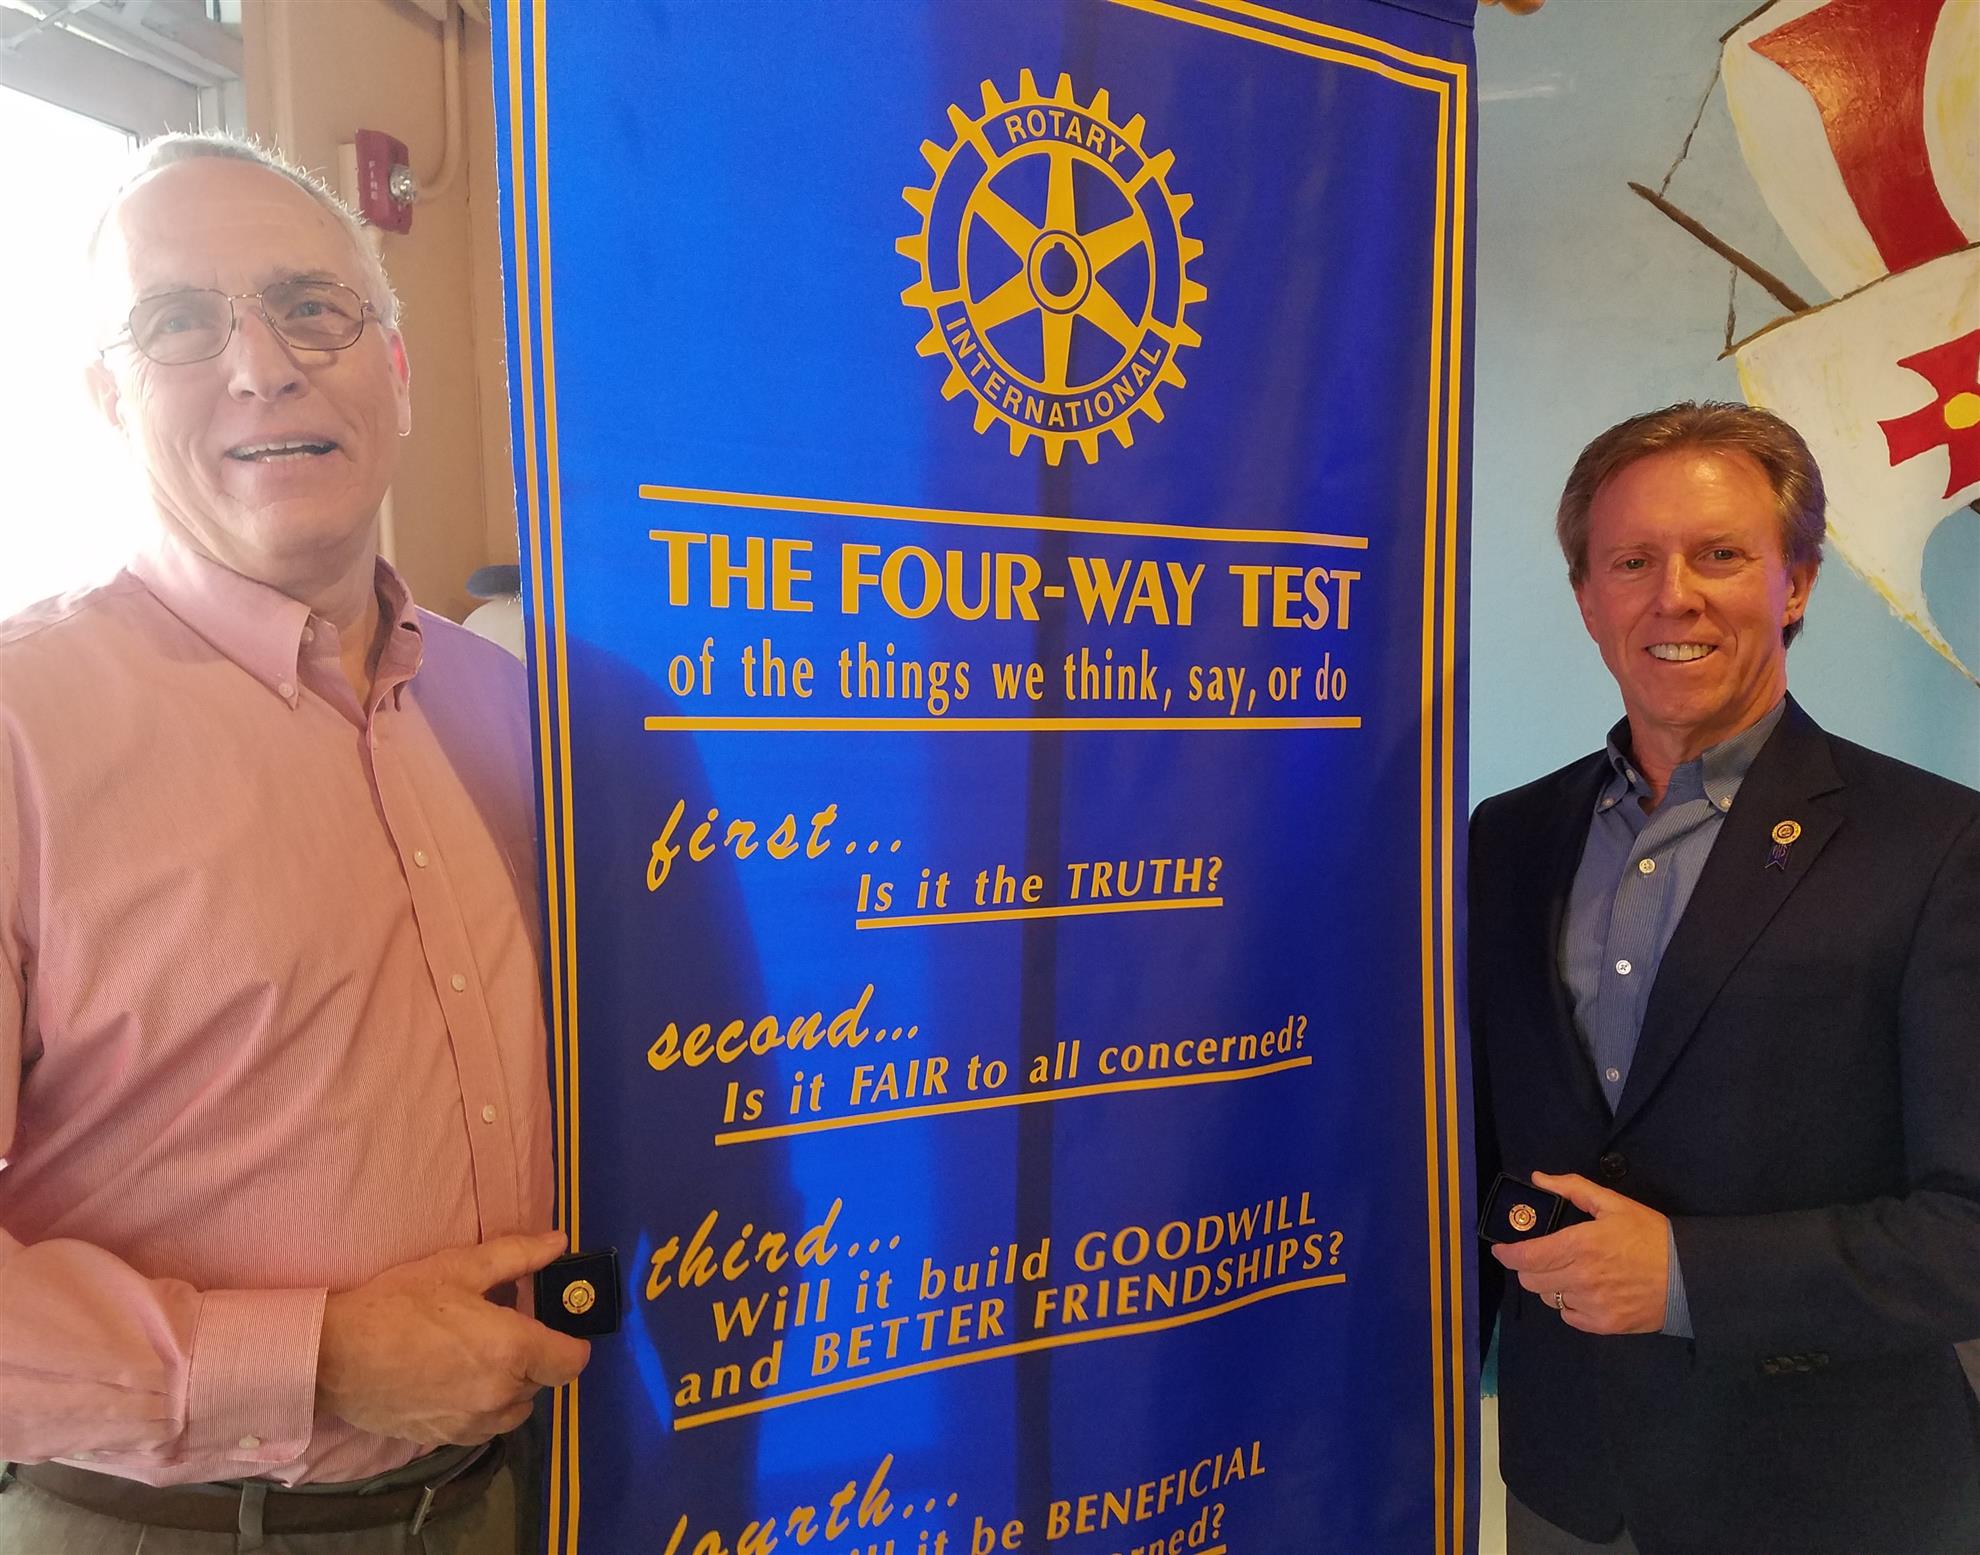 FIRE
ROTARY
INTERNATIONAL
THE FOUR-WAY TEST
of the things we think, say, or do
first...
Is it the TRUTH?
second...
Is it FAIR to all concerned?
third...
Will it build GOODWILL
and BETTER FRIENDSHIPS?
fourth...
it be BENEFICIAL